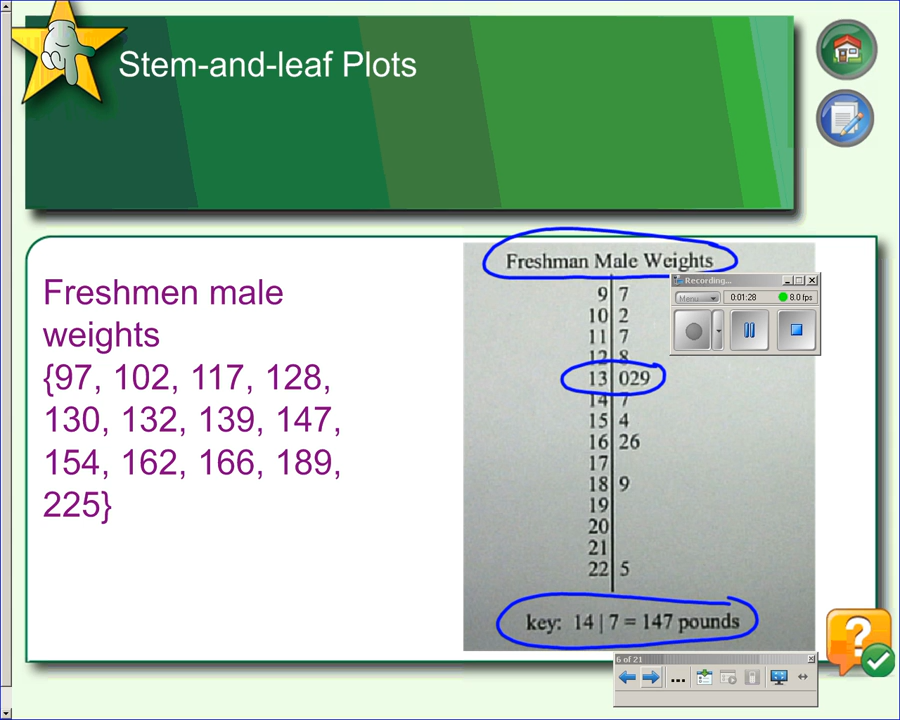 Stem-and-leaf Plots
Freshmen male
weights
{97, 102, 117, 128,
130, 132, 139, 147,
154, 162, 166, 189,
225}
Freshman Male Weights
9 | 7
10 | 2
11 | 7
12 | 8
13 | 029
14 | 7
15 | 4
16 | 26
17 |
18 | 9
19 |
20 |
21 |
22 | 5
key: 14 | 7 = 147 pounds
Recording...
Menu
0:01:28
8.0 fps
6 of 21